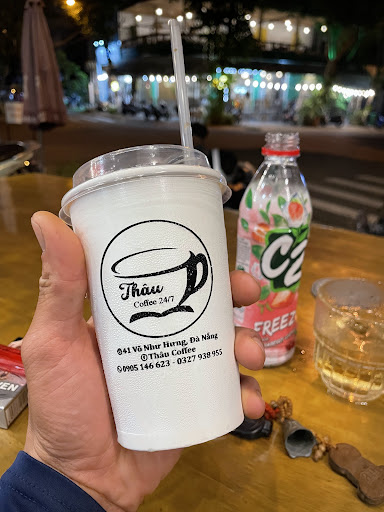 Thâu
Coffee 24/7
41 Võ Như Hưng, Đà Nẵng
Thâu Coffee
0905 146 623 - 0327 938 955
C2
FREEZ